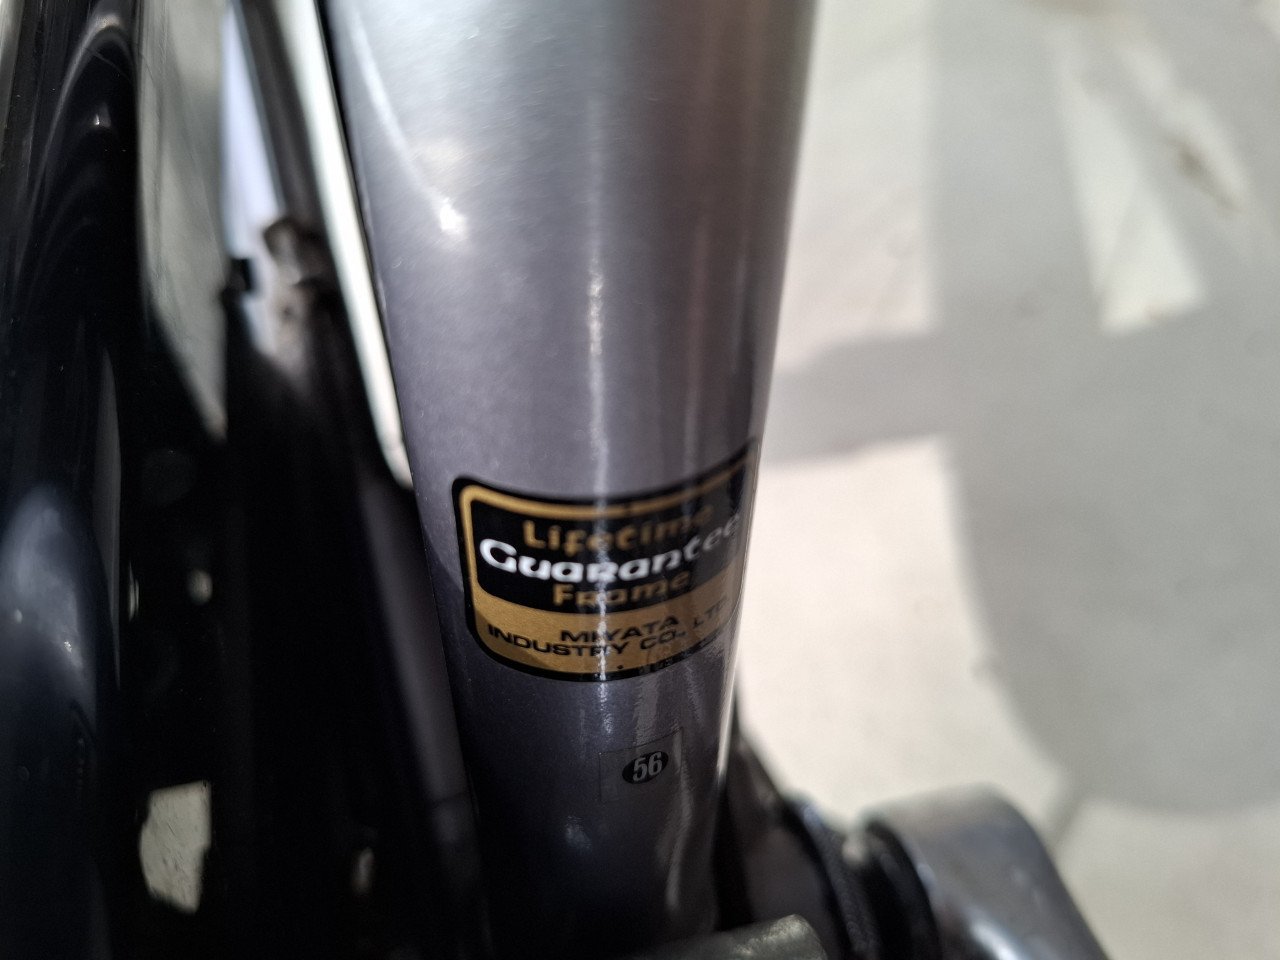 Lifetime
Guarantee
Frame
MIYATA
INDUSTRY CO., LTD.
56